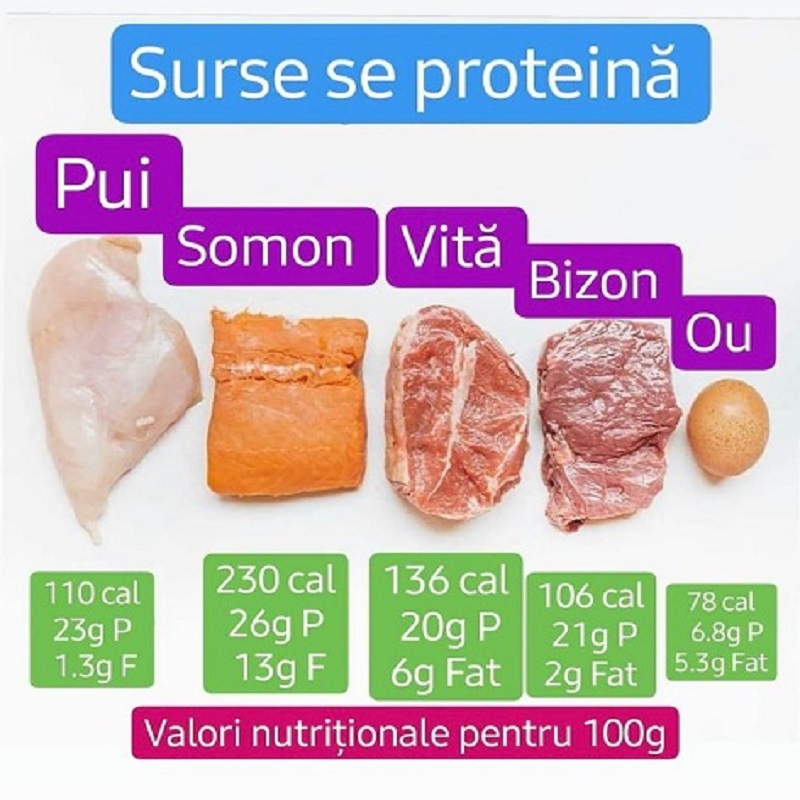 Surse se proteină
Pui
Somon
Vită
Bizon
Ou
110 cal
23g P
1.3g F
230 cal
26g P
13g F
136 cal
20g P
6g Fat
106 cal
21g P
2g Fat
78 cal
6.8g P
5.3g Fat
Valori nutriționale pentru 100g